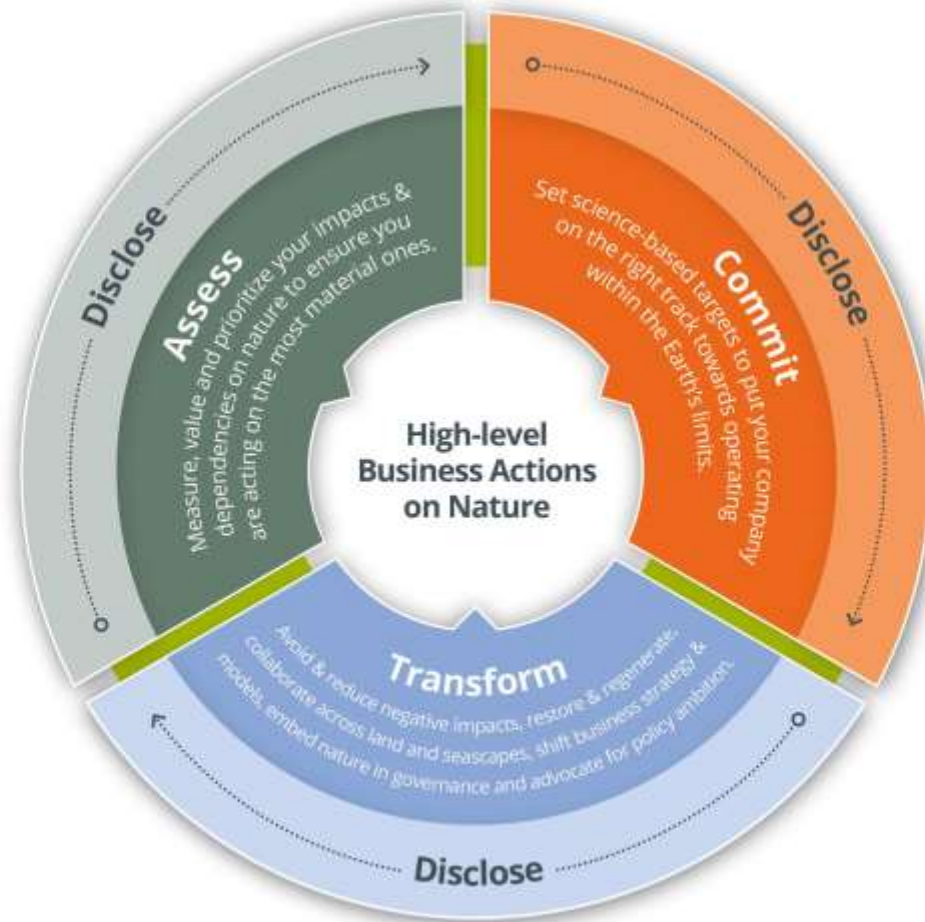 Disclose
Assess
Measure, value and prioritize your impacts &
dependencies on nature to ensure you
are acting on the most material ones.
Disclose
Commit
Set science-based targets to put your company
on the right track towards operating
within the Earth's limits.
High-level
Business Actions
on Nature
Transform
Avoid & reduce negative impacts, restore & regenerate,
collaborate across land and seascapes, shift business strategy &
models, embed nature in governance and advocate for policy ambition.
Disclose